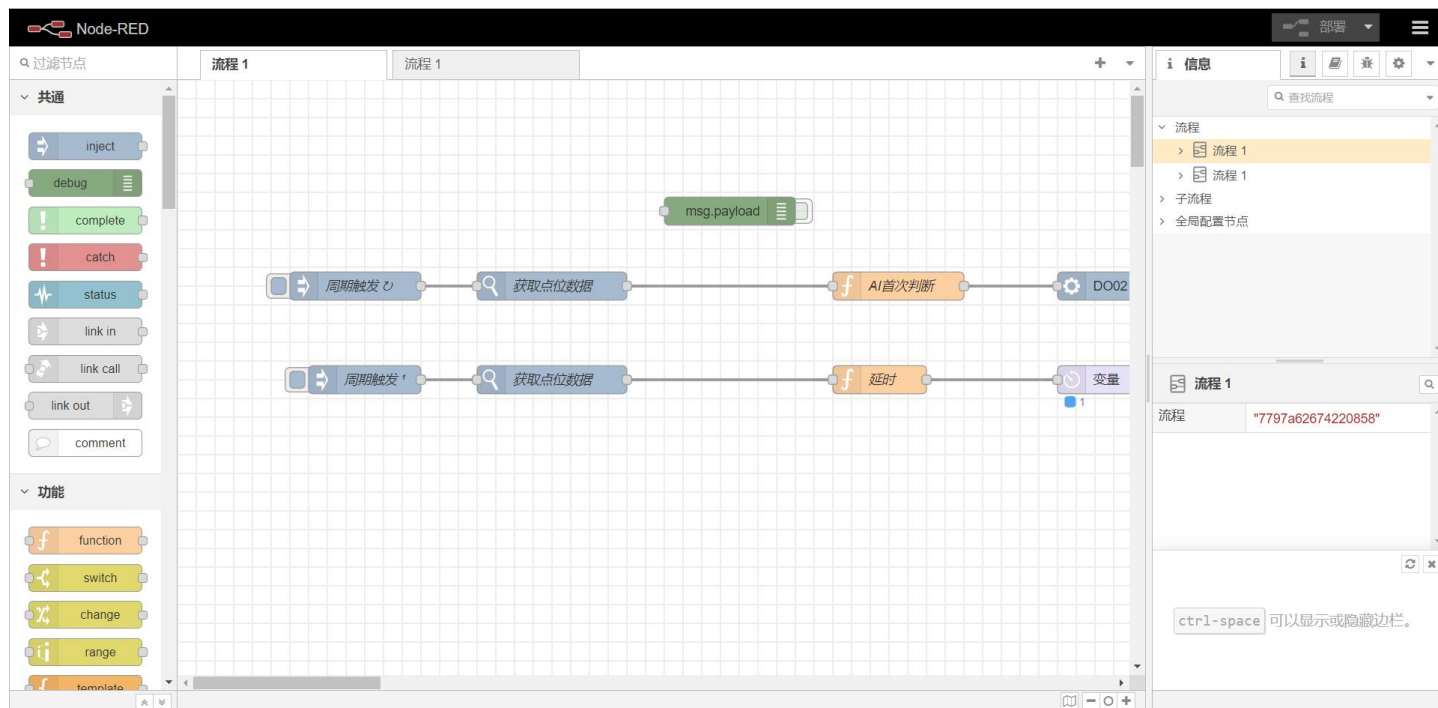 Node-RED
部署
过滤节点
流程 1
流程 1
i 信息
查找流程
共通
inject
debug
complete
catch
status
link in
link call
link out
comment
功能
function
switch
change
range
template
msg.payload
周期触发 ↻
获取点位数据
AI首次判断
DO02
周期触发 ¹
获取点位数据
延时
变量
1
流程
流程 1
流程 1
子流程
全局配置节点
流程 1
流程
"7797a62674220858"
ctrl-space 可以显示或隐藏边栏。